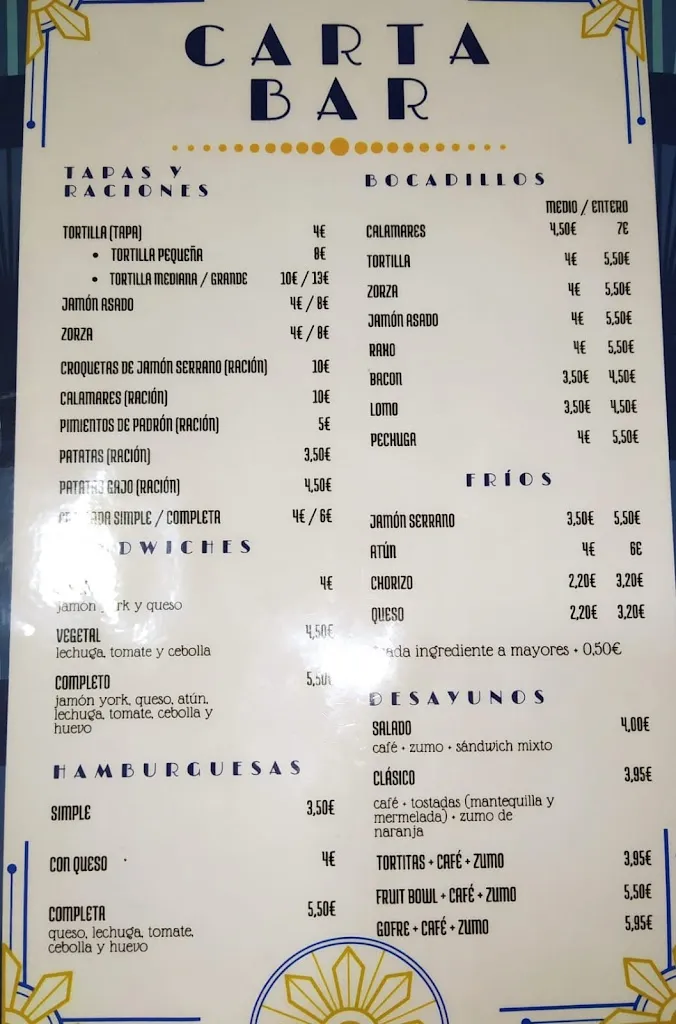 CARTA
BAR
TAPAS Y
RACIONES
TORTILLA (TAPA) 4€
• TORTILLA PEQUEÑA 8€
• TORTILLA MEDIANA / GRANDE 10€ / 13€
JAMÓN ASADO 4€ / 8€
ZORZA 4€ / 8€
CROQUETAS DE JAMÓN SERRANO (RACIÓN) 10€
CALAMARES (RACIÓN) 10€
PIMIENTOS DE PADRÓN (RACIÓN) 5€
PATATAS (RACIÓN) 3,50€
PATATAS GAJO (RACIÓN) 4,50€
SIMPLE / COMPLETA 4€ / 6€
4€
jamón york y queso
VEGETAL 4,50€
lechuga, tomate y cebolla
COMPLETO 5,50€
jamón york, queso, atún,
lechuga, tomate, cebolla y
huevo
HAMBURGUESAS
SIMPLE 3,50€
CON QUESO 4€
COMPLETA 5,50€
queso, lechuga, tomate,
cebolla y huevo
BOCADILLOS
MEDIO / ENTERO
CALAMARES 4,50€ 7€
TORTILLA 4€ 5,50€
ZORZA 4€ 5,50€
JAMÓN ASADO 4€ 5,50€
RAXO 4€ 5,50€
BACON 3,50€ 4,50€
LOMO 3,50€ 4,50€
PECHUGA 4€ 5,50€
FRÍOS
JAMÓN SERRANO 3,50€ 5,50€
ATÚN 4€ 6€
CHORIZO 2,20€ 3,20€
QUESO 2,20€ 3,20€
cada ingrediente a mayores + 0,50€
DESAYUNOS
SALADO 4,00€
café + zumo + sándwich mixto
CLÁSICO 3,95€
café + tostadas (mantequilla y
mermelada) + zumo de
naranja
TORTITAS + CAFÉ + ZUMO 3,95€
FRUIT BOWL + CAFÉ + ZUMO 5,50€
GOFRE + CAFÉ + ZUMO 5,95€